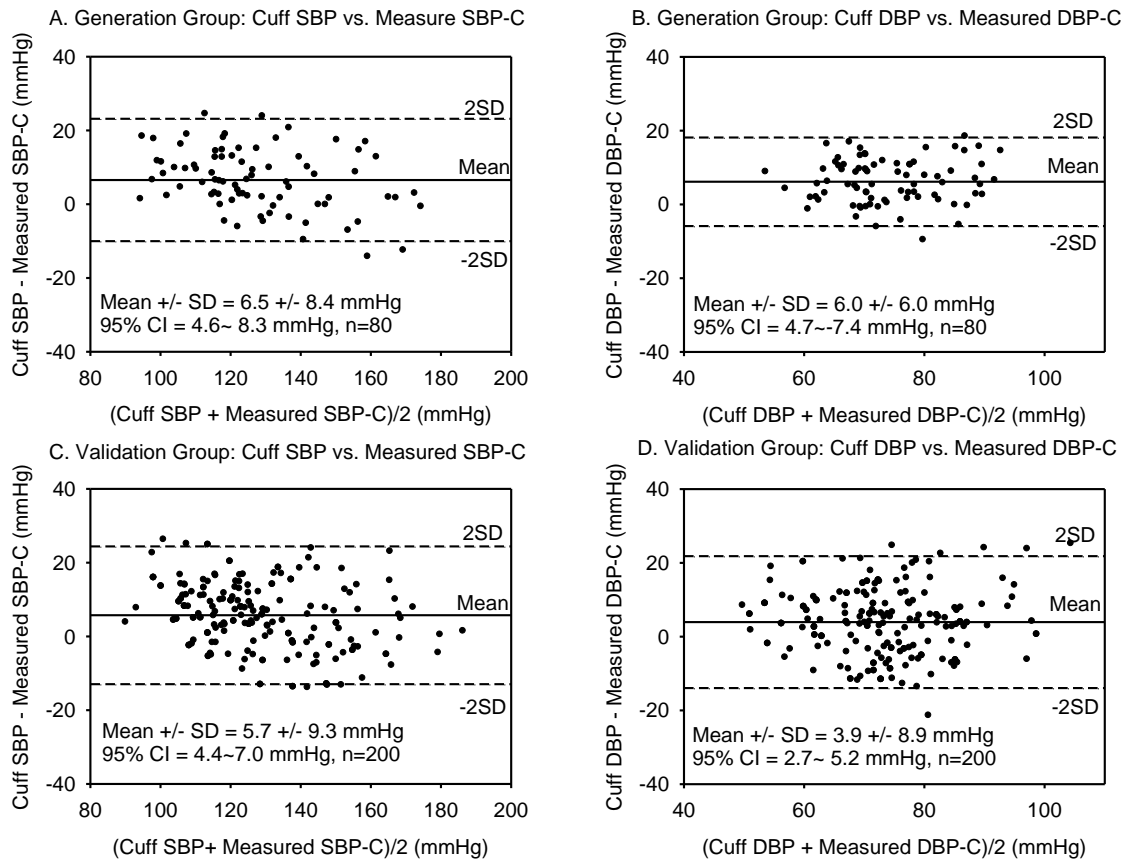 A. Generation Group: Cuff SBP vs. Measure SBP-C
Cuff SBP - Measured SBP-C (mmHg)
40
20
0
-20
-40
2SD
Mean
-2SD
Mean +/- SD = 6.5 +/- 8.4 mmHg
95% CI = 4.6~ 8.3 mmHg, n=80
80 100 120 140 160 180 200
(Cuff SBP + Measured SBP-C)/2 (mmHg)
B. Generation Group: Cuff DBP vs. Measured DBP-C
Cuff DBP - Measured DBP-C (mmHg)
40
20
0
-20
-40
2SD
Mean
-2SD
Mean +/- SD = 6.0 +/- 6.0 mmHg
95% CI = 4.7~-7.4 mmHg, n=80
40 60 80 100
(Cuff DBP + Measured DBP-C)/2 (mmHg)
C. Validation Group: Cuff SBP vs. Measured SBP-C
Cuff SBP - Measured SBP-C (mmHg)
40
20
0
-20
-40
2SD
Mean
-2SD
Mean +/- SD = 5.7 +/- 9.3 mmHg
95% CI = 4.4~7.0 mmHg, n=200
80 100 120 140 160 180 200
(Cuff SBP+ Measured SBP-C)/2 (mmHg)
D. Validation Group: Cuff DBP vs. Measured DBP-C
Cuff DBP - Measured DBP-C (mmHg)
40
20
0
-20
-40
2SD
Mean
-2SD
Mean +/- SD = 3.9 +/- 8.9 mmHg
95% CI = 2.7~ 5.2 mmHg, n=200
40 60 80 100
(Cuff DBP + Measured DBP-C)/2 (mmHg)